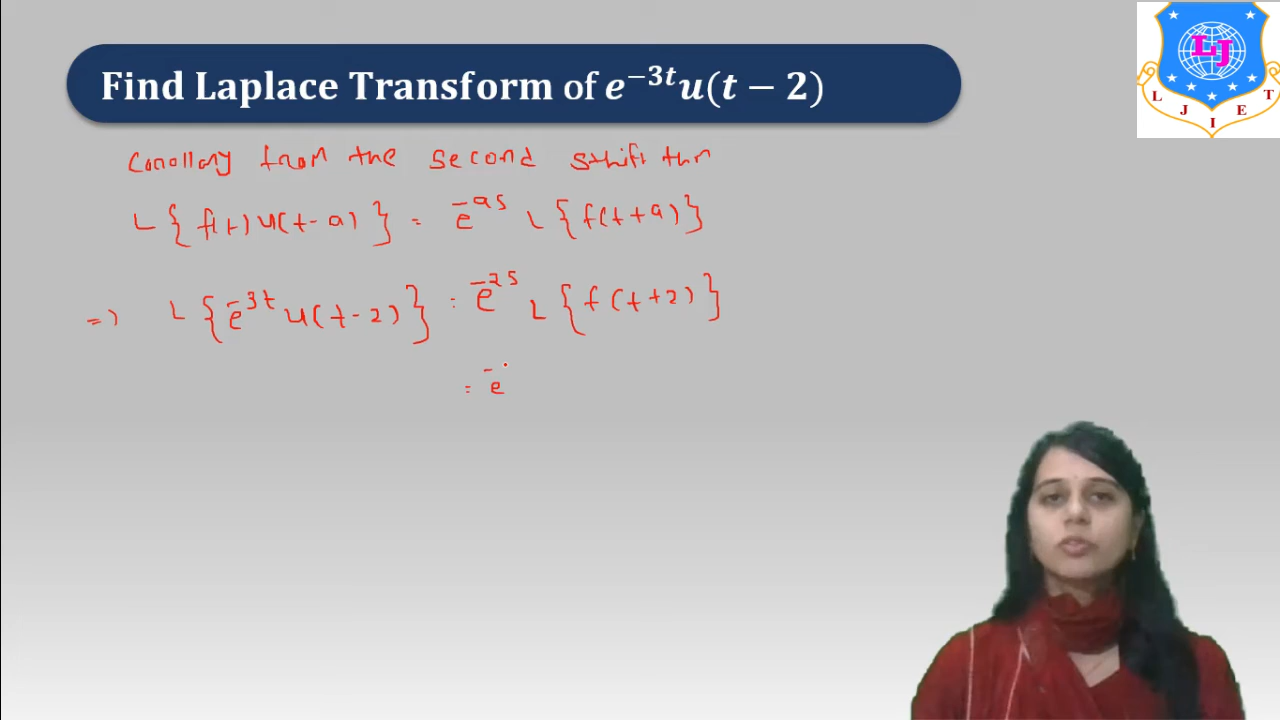 Find Laplace Transform of e^{−3t}u(t − 2)
L J
L J I E T
Corollary from the second shift thm
L{f(t) u(t-a)} = e^{-as} L{f(t+a)}
=> L{e^{-3t} u(t-2)} = e^{-2s} L{f(t+2)}
= e^-